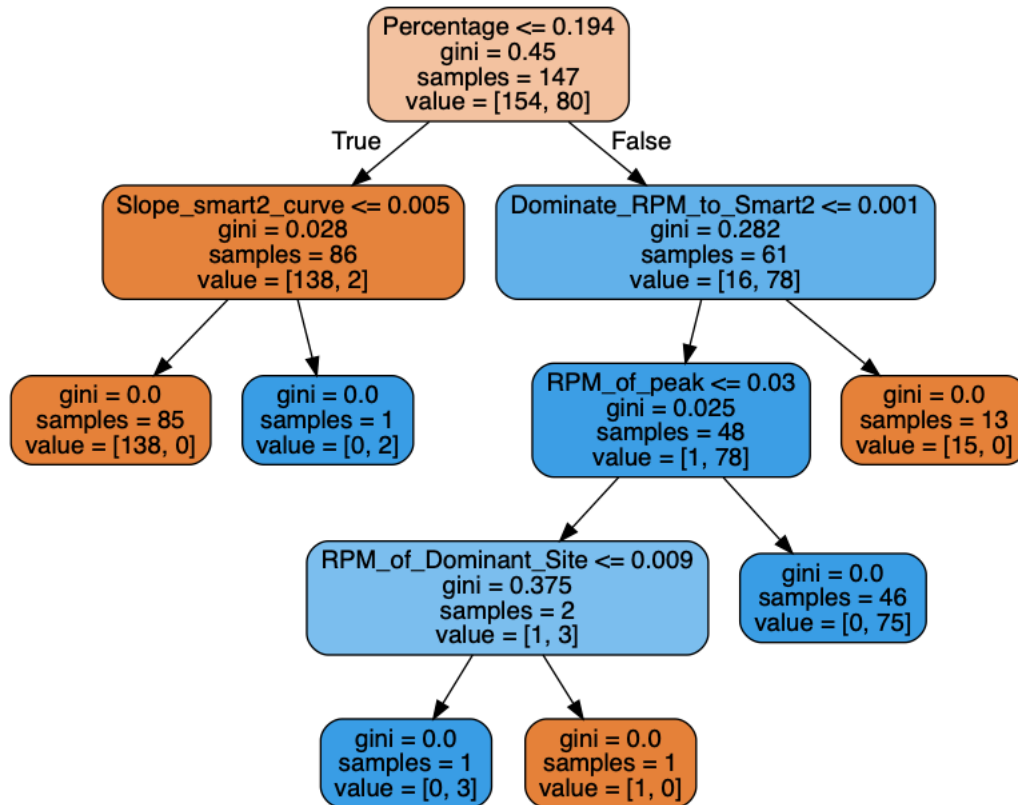 Percentage <= 0.194
gini = 0.45
samples = 147
value = [154, 80]
True
False
Slope_smart2_curve <= 0.005
gini = 0.028
samples = 86
value = [138, 2]
Dominate_RPM_to_Smart2 <= 0.001
gini = 0.282
samples = 61
value = [16, 78]
gini = 0.0
samples = 85
value = [138, 0]
gini = 0.0
samples = 1
value = [0, 2]
RPM_of_peak <= 0.03
gini = 0.025
samples = 48
value = [1, 78]
gini = 0.0
samples = 13
value = [15, 0]
RPM_of_Dominant_Site <= 0.009
gini = 0.375
samples = 2
value = [1, 3]
gini = 0.0
samples = 46
value = [0, 75]
gini = 0.0
samples = 1
value = [0, 3]
gini = 0.0
samples = 1
value = [1, 0]